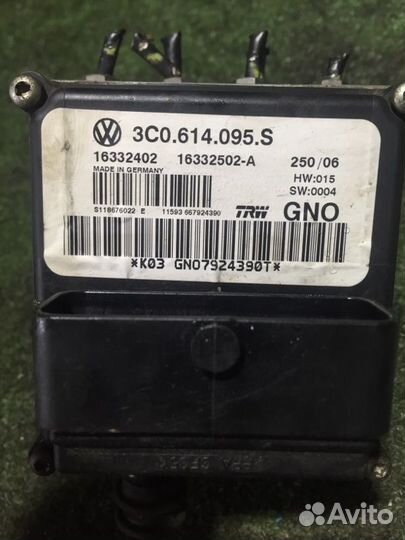 3C0.614.095.S
16332402 16332502-A 250/06
MADE IN GERMANY HW:015
SW:0004
S118676022 E 11593 667924390 TRW GNO
*K03 GNO7924390T*
Avito